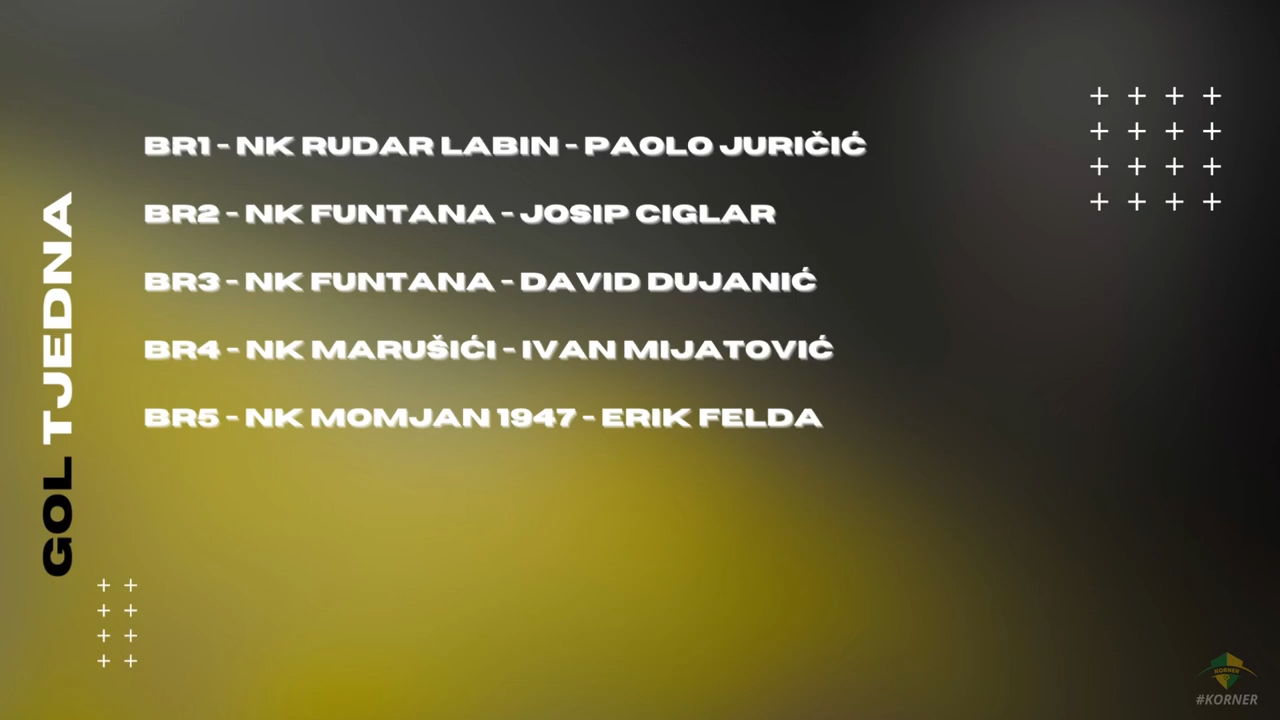 GOL TJEDNA
BR1 - NK RUDAR LABIN - PAOLO JURIČIĆ
BR2 - NK FUNTANA - JOSIP CIGLAR
BR3 - NK FUNTANA - DAVID DUJANIĆ
BR4 - NK MARUŠIĆI - IVAN MIJATOVIĆ
BR5 - NK MOMJAN 1947 - ERIK FELDA
KORNER
#KORNER